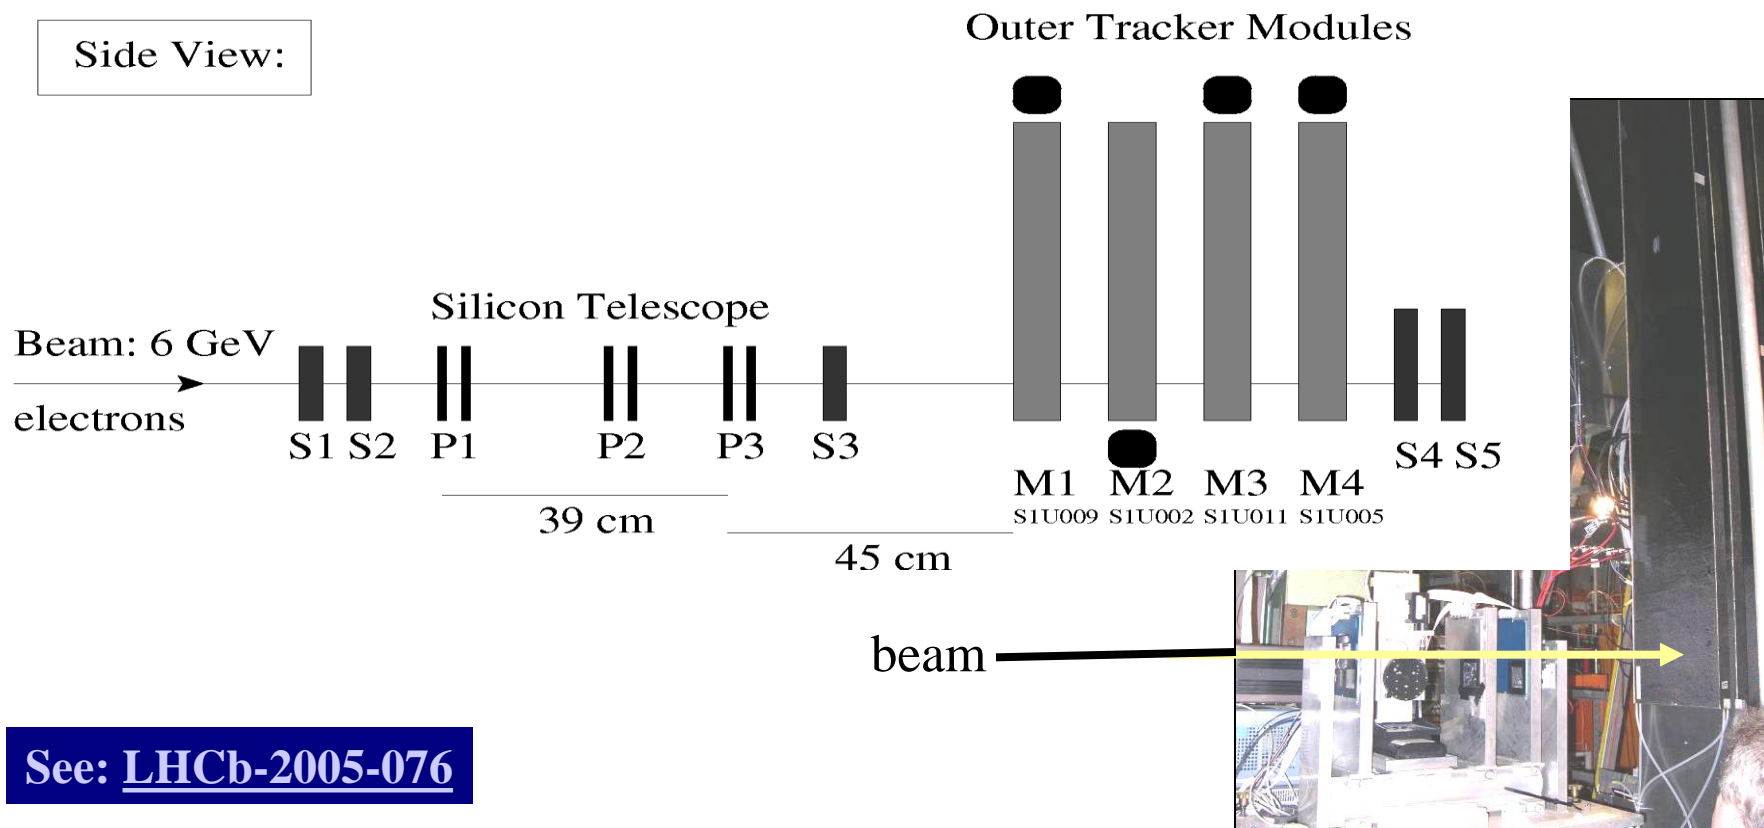 Side View:
Outer Tracker Modules
Silicon Telescope
Beam: 6 GeV
electrons
S1 S2 P1 P2 P3 S3 S4 S5
M1 M2 M3 M4
S1U009 S1U002 S1U011 S1U005
39 cm
45 cm
beam
See: LHCb-2005-076